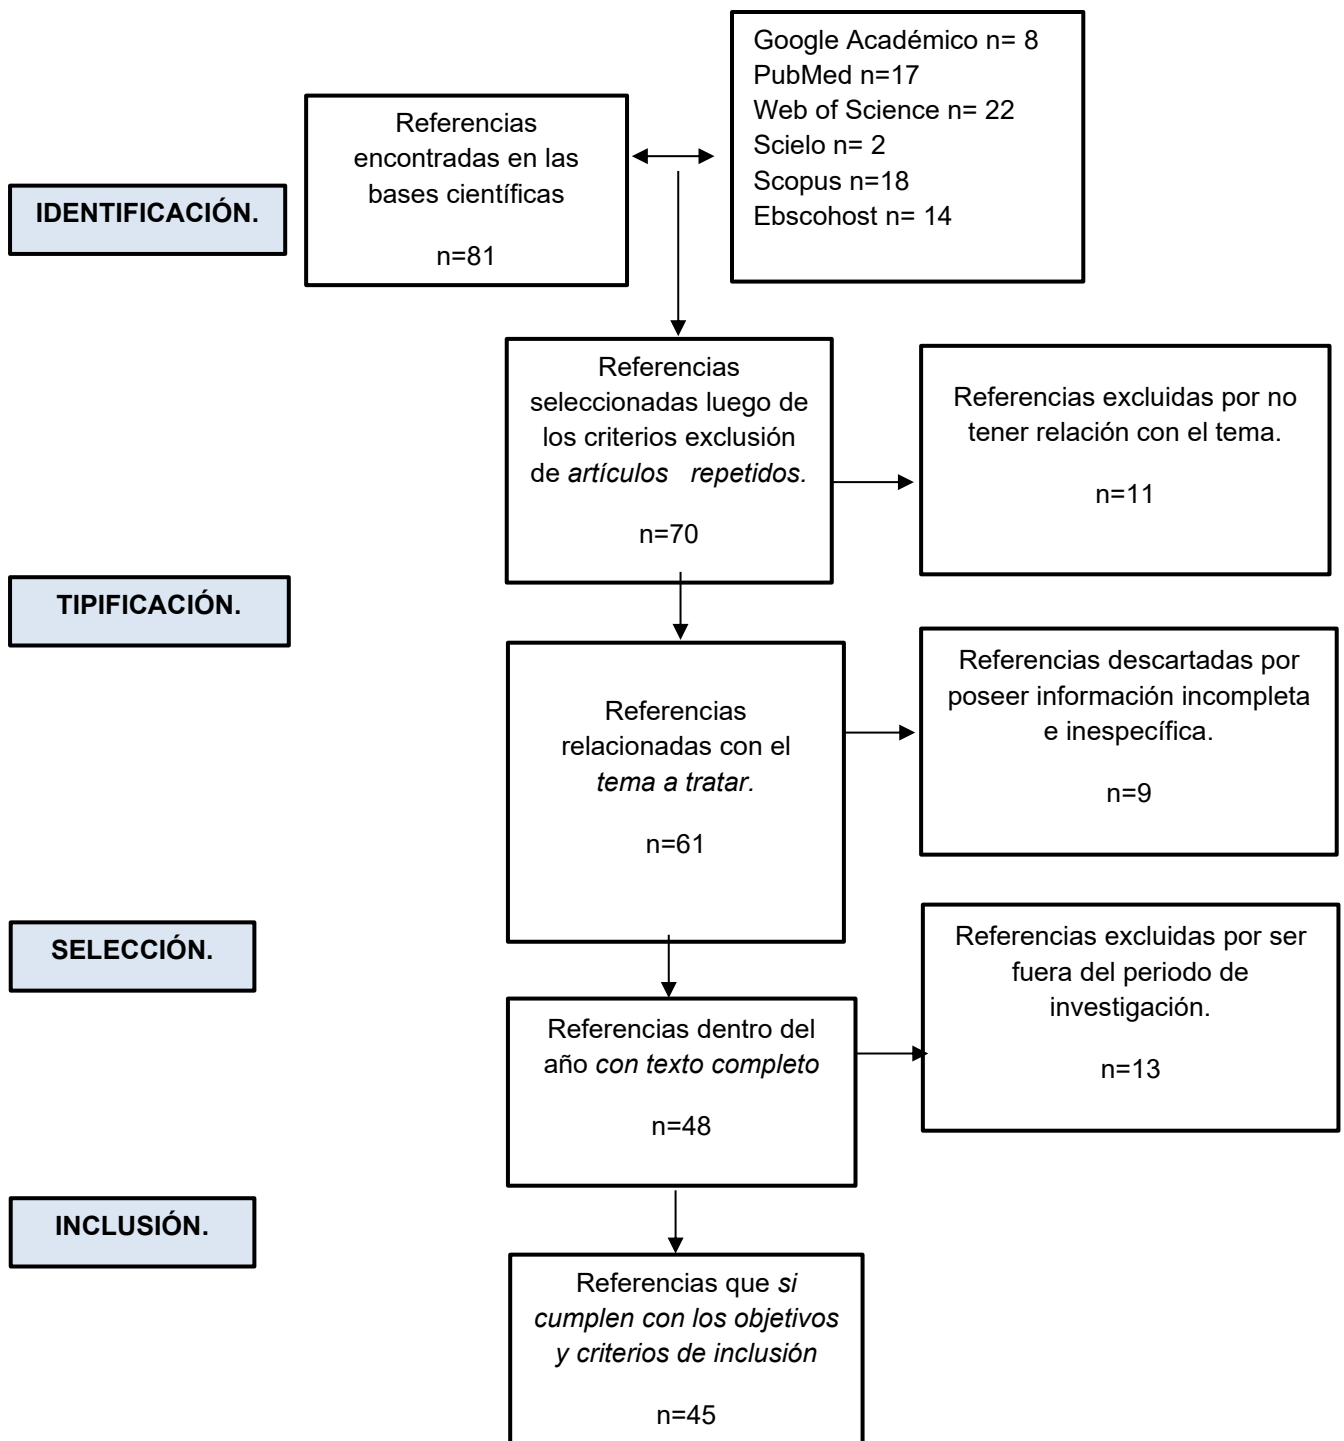 Google Académico n= 8
PubMed n=17
Web of Science n= 22
Scielo n= 2
Scopus n=18
Ebscohost n= 14
Referencias
encontradas en las
bases científicas
n=81
IDENTIFICACIÓN.
Referencias
seleccionadas luego de
los criterios exclusión
de artículos repetidos.
n=70
Referencias excluidas por no
tener relación con el tema.
n=11
TIPIFICACIÓN.
Referencias
relacionadas con el
tema a tratar.
n=61
Referencias descartadas por
poseer información incompleta
e inespecífica.
n=9
SELECCIÓN.
Referencias dentro del
año con texto completo
n=48
Referencias excluidas por ser
fuera del periodo de
investigación.
n=13
INCLUSIÓN.
Referencias que si
cumplen con los objetivos
y criterios de inclusión
n=45